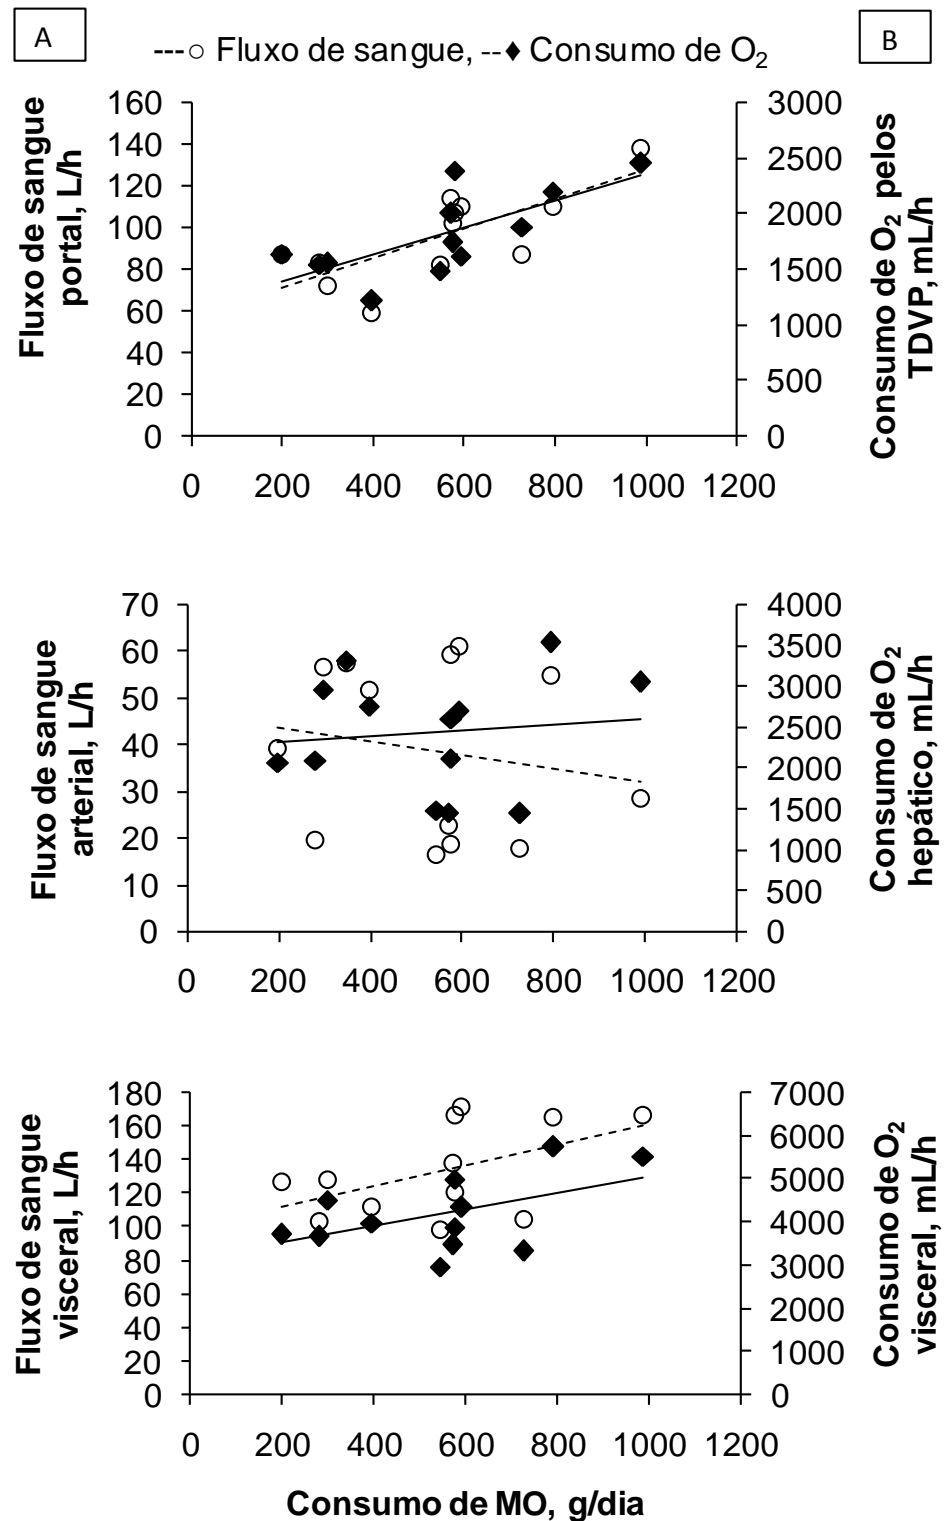 A
B
---○ Fluxo de sangue, --◆ Consumo de O₂
Fluxo de sangue
portal, L/h
160
140
120
100
80
60
40
20
0
3000
2500
2000
1500
1000
500
0
Consumo de O₂ pelos
TDVP, mL/h
0 200 400 600 800 1000 1200
Fluxo de sangue
arterial, L/h
70
60
50
40
30
20
10
0
4000
3500
3000
2500
2000
1500
1000
500
0
Consumo de O₂
hepático, mL/h
0 200 400 600 800 1000 1200
Fluxo de sangue
visceral, L/h
180
160
140
120
100
80
60
40
20
0
7000
6000
5000
4000
3000
2000
1000
0
Consumo de O₂
visceral, mL/h
0 200 400 600 800 1000 1200
Consumo de MO, g/dia